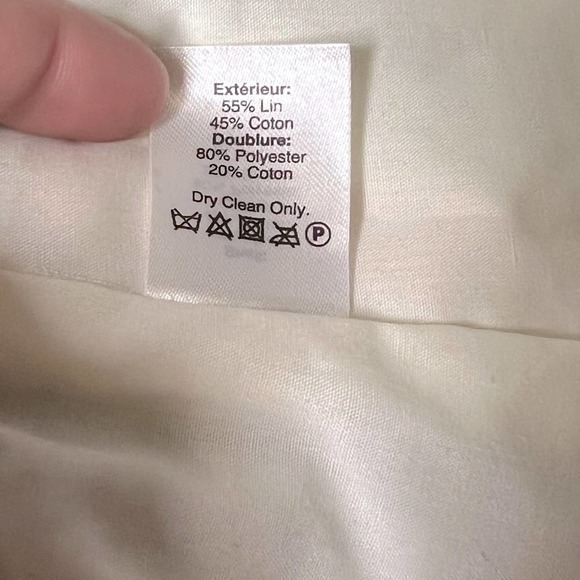 Extérieur:
55% Lin
45% Coton
Doublure:
80% Polyester
20% Coton
Dry Clean Only.
P